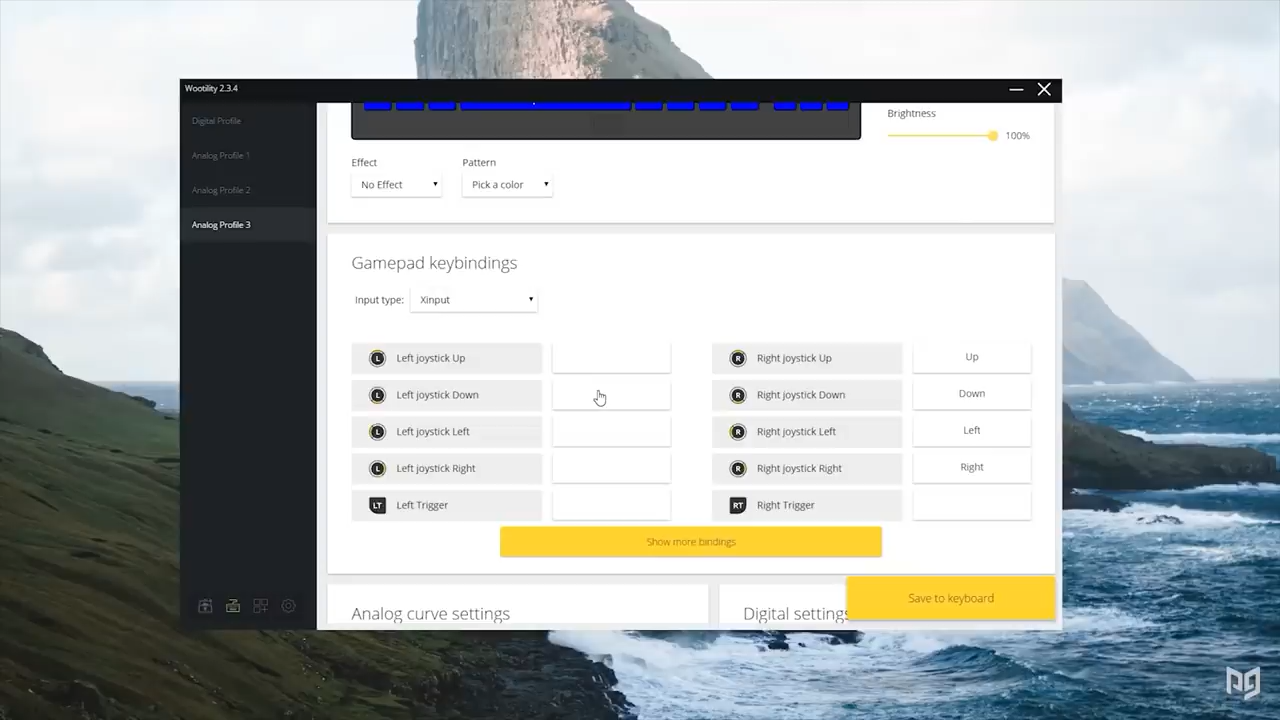 Wootility 2.3.4
Digital Profile
Analog Profile 1
Analog Profile 2
Analog Profile 3
Brightness
100%
Effect
Pattern
No Effect
Pick a color
Gamepad keybindings
Input type:
Xinput
L Left joystick Up
R Right joystick Up
Up
L Left joystick Down
R Right joystick Down
Down
L Left joystick Left
R Right joystick Left
Left
L Left joystick Right
R Right joystick Right
Right
LT Left Trigger
RT Right Trigger
Show more bindings
Analog curve settings
Digital settings
Save to keyboard